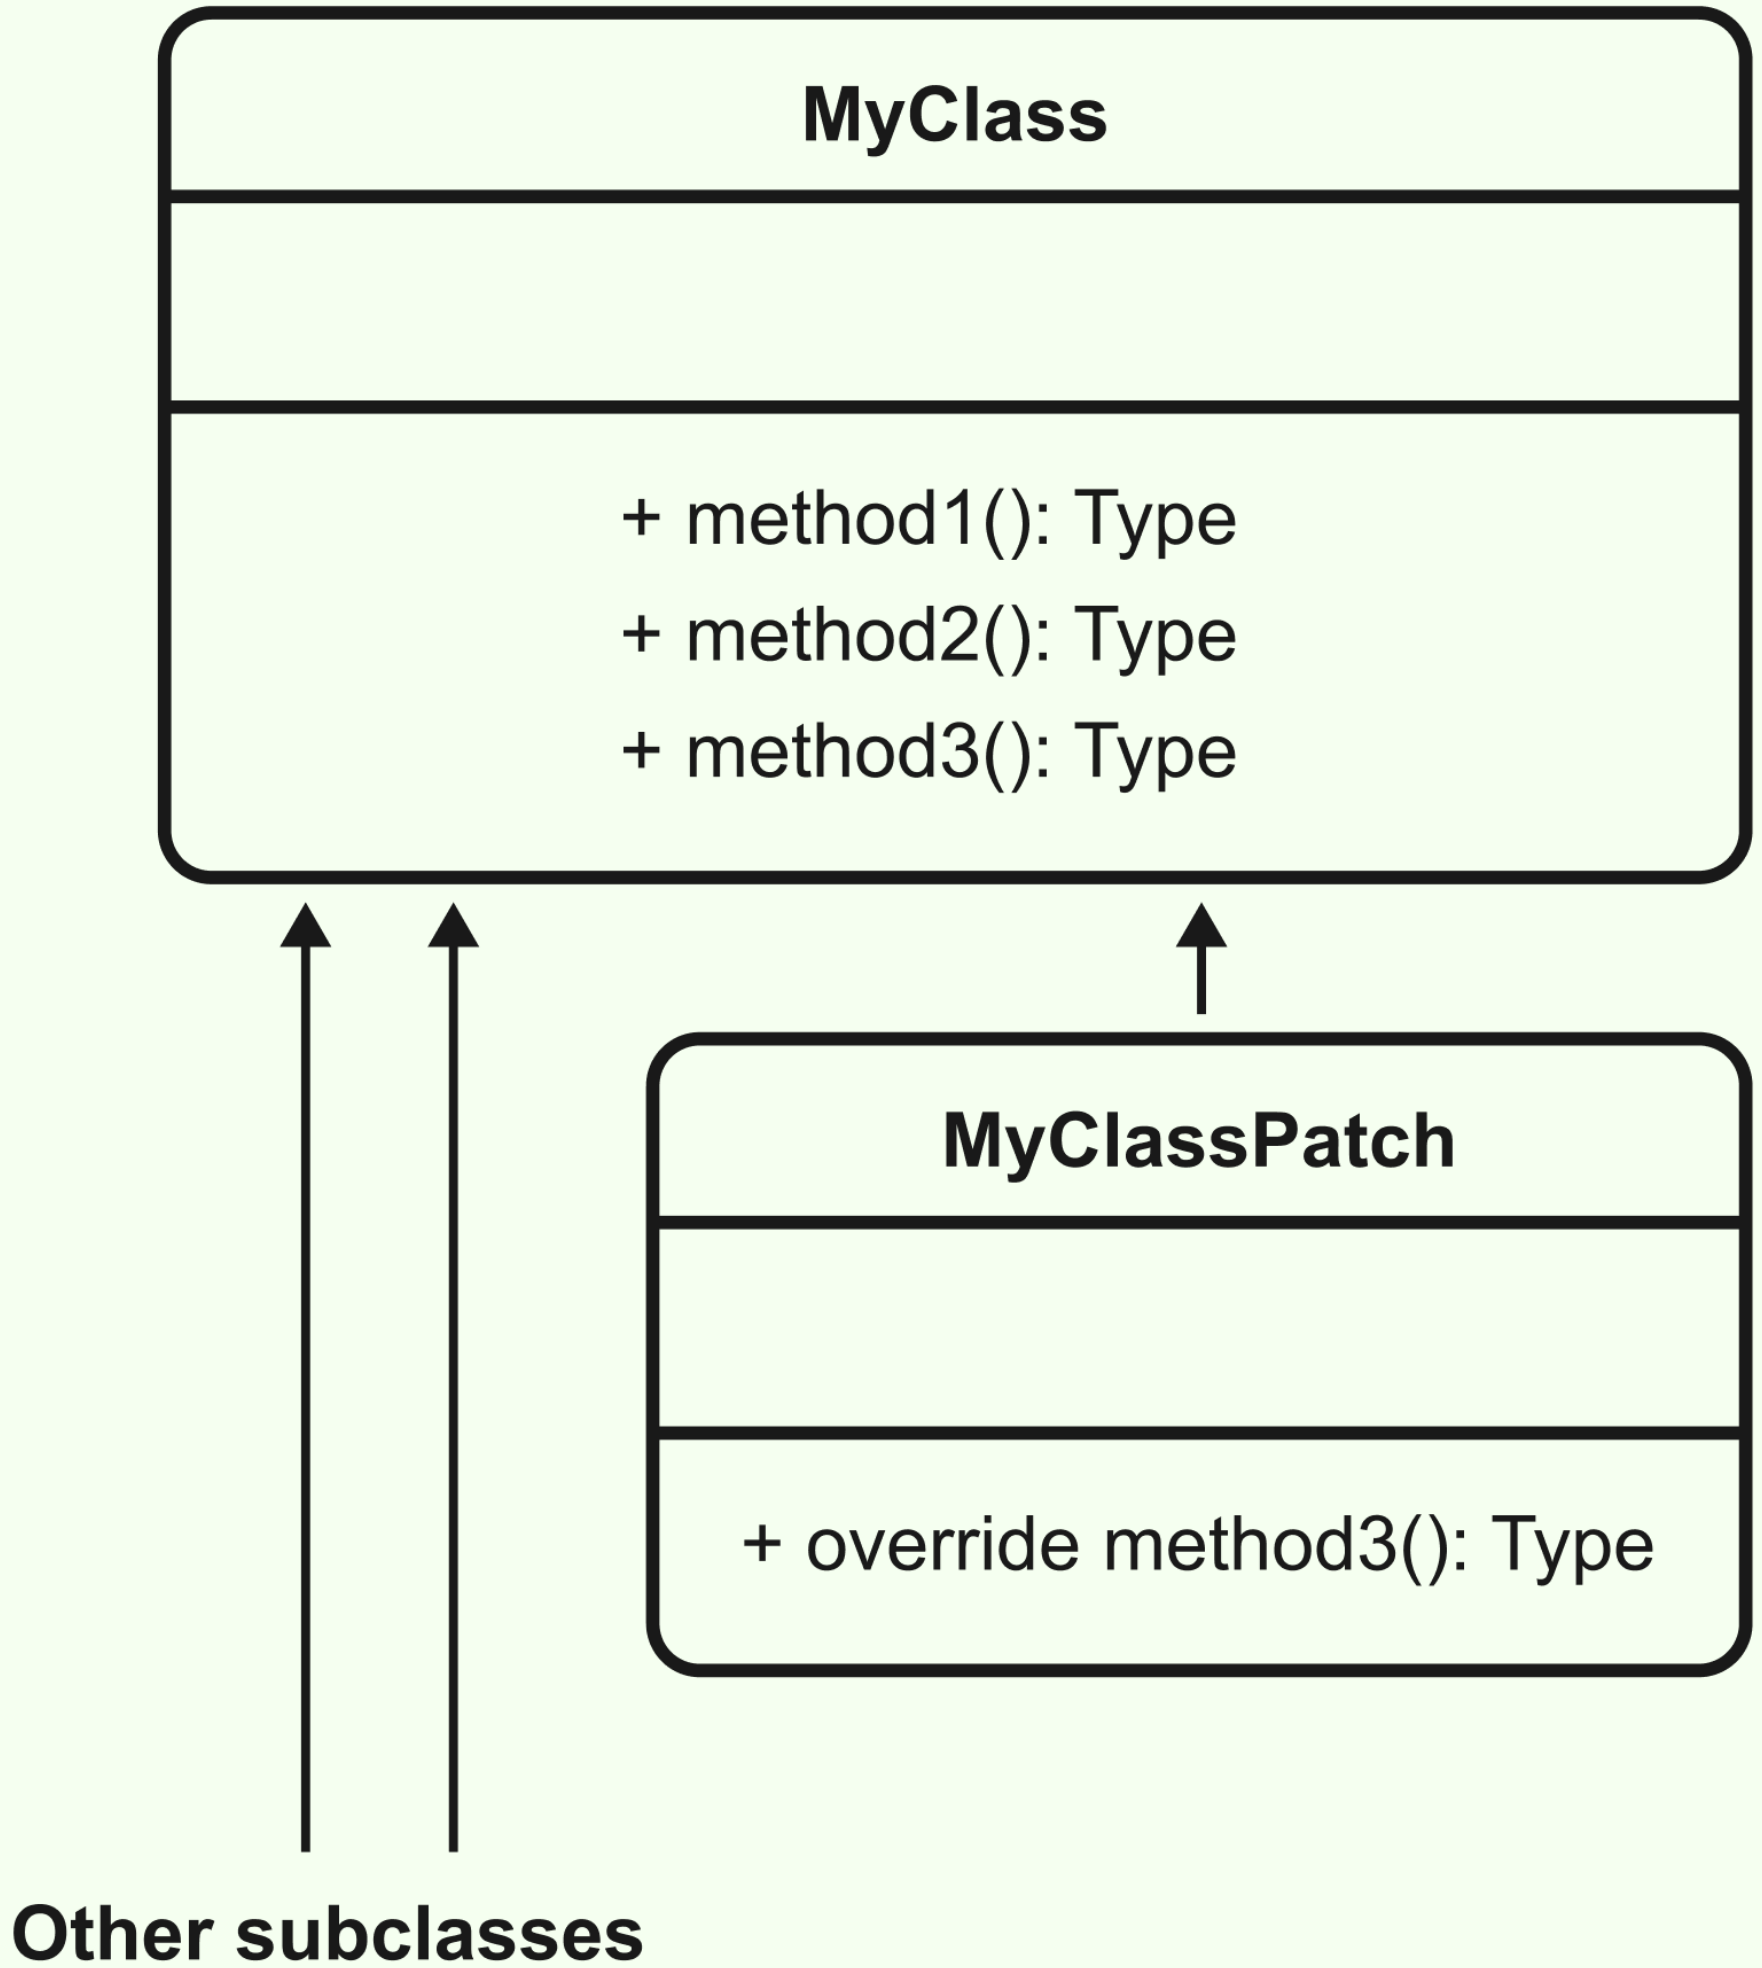 MyClass
+ method1(): Type
+ method2(): Type
+ method3(): Type
MyClassPatch
+ override method3(): Type
Other subclasses